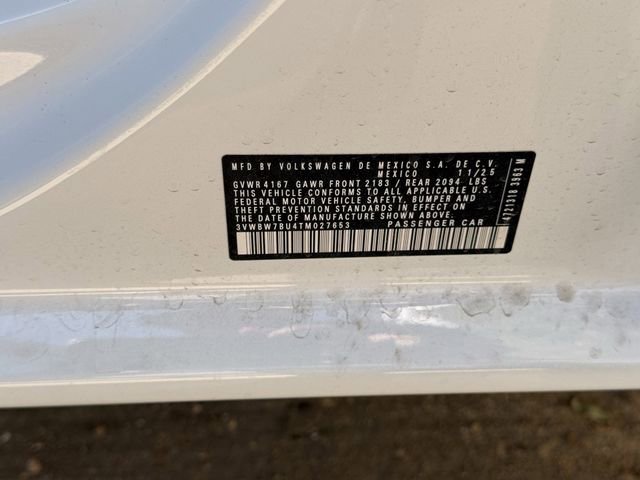 MFD BY VOLKSWAGEN DE MEXICO S.A. DE C.V.
MEXICO 11/25
GVWR 4167 GAWR FRONT 2183 / REAR 2094 LBS
THIS VEHICLE CONFORMS TO ALL APPLICABLE U.S.
FEDERAL MOTOR VEHICLE SAFETY, BUMPER AND
THEFT PREVENTION STANDARDS IN EFFECT ON
THE DATE OF MANUFACTURE SHOWN ABOVE.
3VWBW7BU4TM027653 PASSENGER CAR